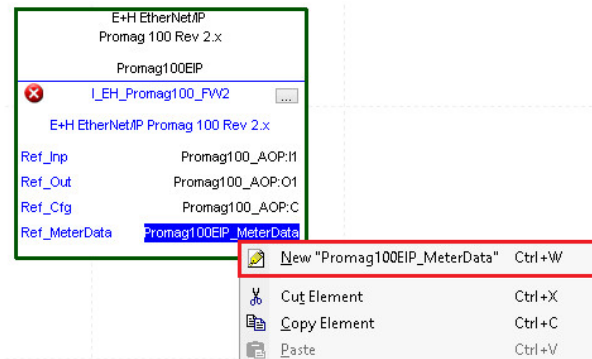 E+H EtherNet/IP
Promag 100 Rev 2.x
Promag100EIP
I_EH_Promag100_FW2 ...
E+H EtherNet/IP Promag 100 Rev 2.x
Ref_Inp Promag100_AOP:I1
Ref_Out Promag100_AOP:O1
Ref_Cfg Promag100_AOP:C
Ref_MeterData Promag100EIP_MeterData
New "Promag100EIP_MeterData" Ctrl+W
Cut Element Ctrl+X
Copy Element Ctrl+C
Paste Ctrl+V